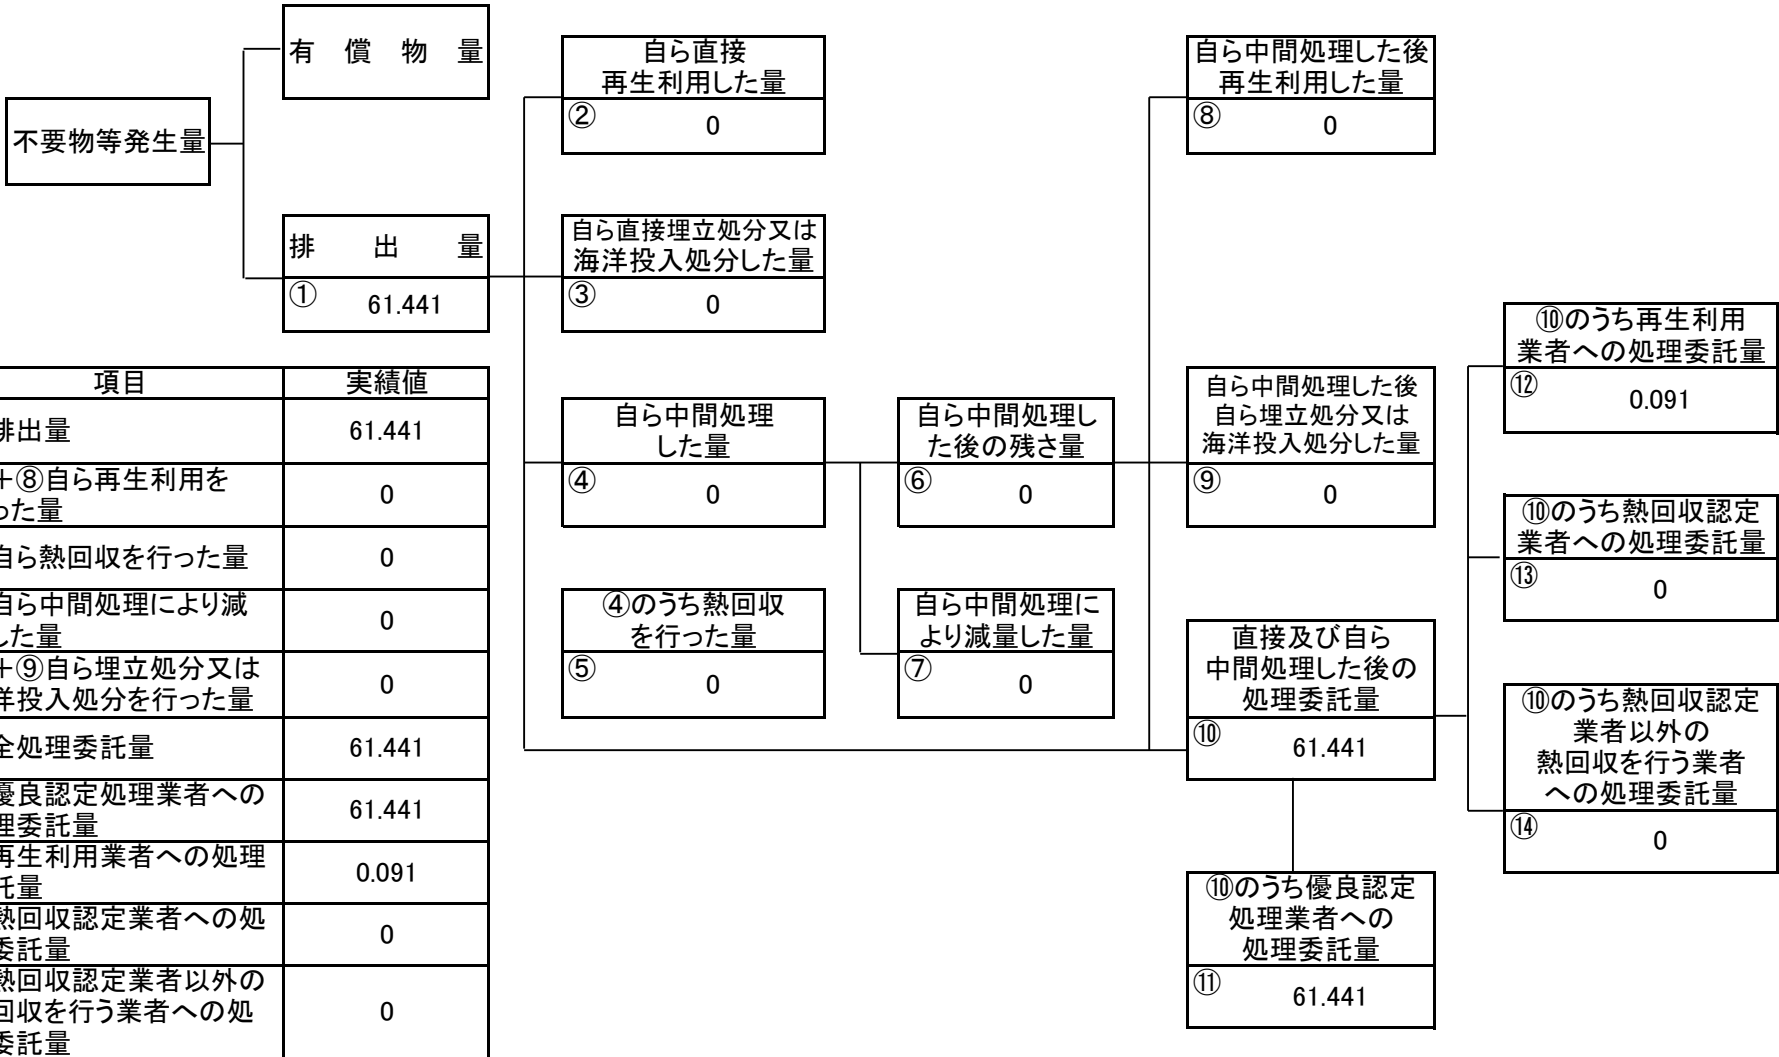 有償物量
不要物等発生量
排出量
① 61.441
自ら直接
再生利用した量
② 0
自ら直接埋立処分又は
海洋投入処分した量
③ 0
自ら中間処理
した量
④ 0
④のうち熱回収
を行った量
⑤ 0
自ら中間処理し
た後の残さ量
⑥ 0
自ら中間処理に
より減量した量
⑦ 0
自ら中間処理した後
再生利用した量
⑧ 0
自ら中間処理した後
自ら埋立処分又は
海洋投入処分した量
⑨ 0
直接及び自ら
中間処理した後の
処理委託量
⑩ 61.441
⑩のうち優良認定
処理業者への
処理委託量
⑪ 61.441
⑩のうち再生利用
業者への処理委託量
⑫ 0.091
⑩のうち熱回収認定
業者への処理委託量
⑬ 0
⑩のうち熱回収認定
業者以外の
熱回収を行う業者
への処理委託量
⑭ 0
項目 実績値
排出量 61.441
+⑧自ら再生利用を
った量 0
自ら熱回収を行った量 0
自ら中間処理により減
した量 0
+⑨自ら埋立処分又は
洋投入処分を行った量 0
全処理委託量 61.441
優良認定処理業者への
理委託量 61.441
再生利用業者への処理
託量 0.091
熱回収認定業者への処
委託量 0
熱回収認定業者以外の
回収を行う業者への処
委託量 0